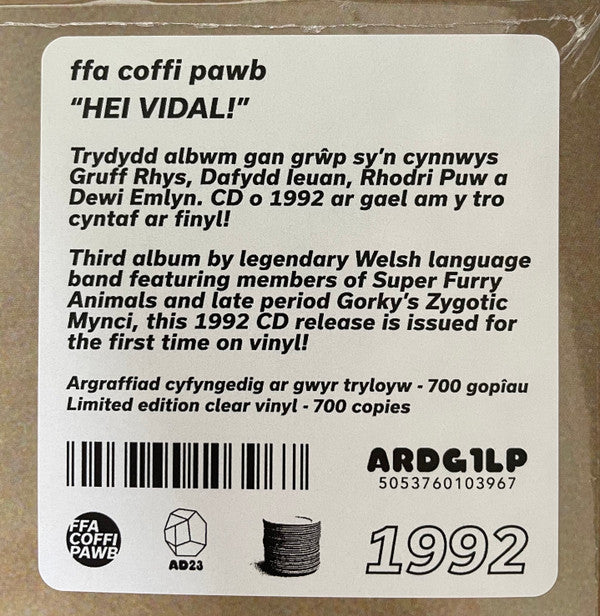 ffa coffi pawb
“HEI VIDAL!”
Trydydd albwm gan grŵp sy’n cynnwys
Gruff Rhys, Dafydd Ieuan, Rhodri Puw a
Dewi Emlyn. CD o 1992 ar gael am y tro
cyntaf ar finyl!
Third album by legendary Welsh language
band featuring members of Super Furry
Animals and late period Gorky’s Zygotic
Mynci, this 1992 CD release is issued for
the first time on vinyl!
Argraffiad cyfyngedig ar gwyr tryloyw - 700 gopîau
Limited edition clear vinyl - 700 copies
ARDG1LP
5053760103967
FFA
COFFI
PAWB
AD23
1992